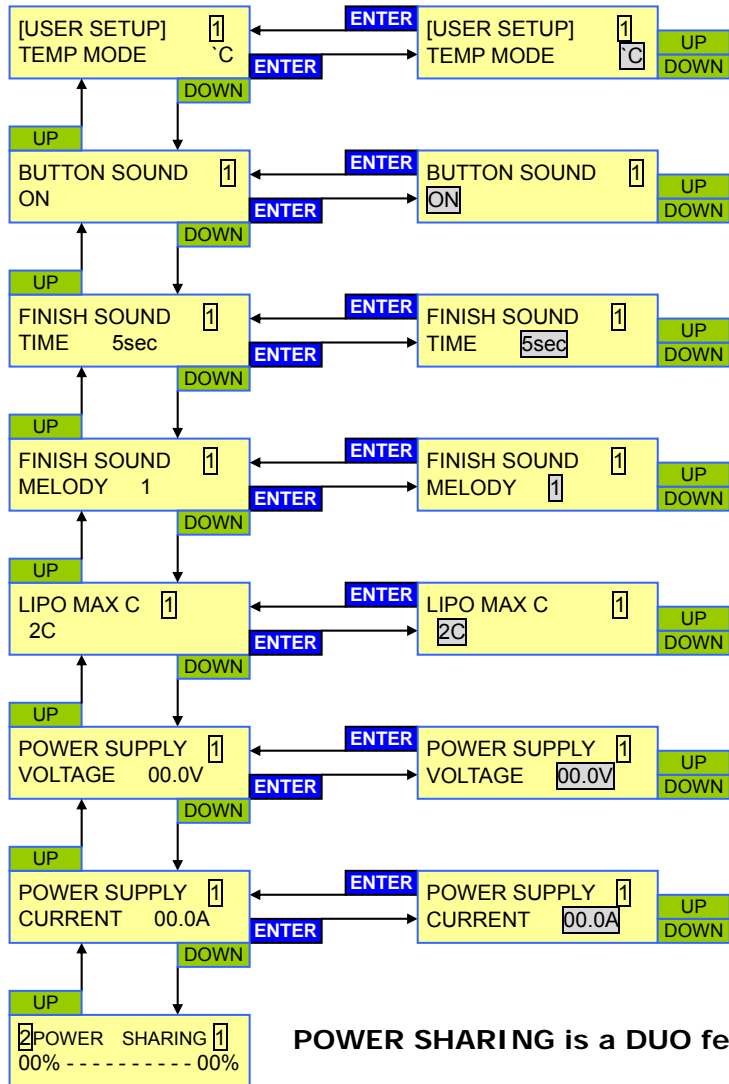 ENTER
[USER SETUP] 1
TEMP MODE `C
ENTER
DOWN
[USER SETUP] 1
TEMP MODE `C
UP
DOWN
UP
BUTTON SOUND 1
ON
ENTER
ENTER
DOWN
BUTTON SOUND 1
ON
UP
DOWN
UP
FINISH SOUND 1
TIME 5sec
ENTER
ENTER
DOWN
FINISH SOUND 1
TIME 5sec
UP
DOWN
UP
FINISH SOUND 1
MELODY 1
ENTER
ENTER
DOWN
FINISH SOUND 1
MELODY 1
UP
DOWN
UP
LIPO MAX C 1
2C
ENTER
ENTER
DOWN
LIPO MAX C 1
2C
UP
DOWN
UP
POWER SUPPLY 1
VOLTAGE 00.0V
ENTER
ENTER
DOWN
POWER SUPPLY 1
VOLTAGE 00.0V
UP
DOWN
UP
POWER SUPPLY 1
CURRENT 00.0A
ENTER
ENTER
DOWN
POWER SUPPLY 1
CURRENT 00.0A
UP
DOWN
UP
2POWER SHARING 1
00% - - - - - - - - - - 00%
POWER SHARING is a DUO fe